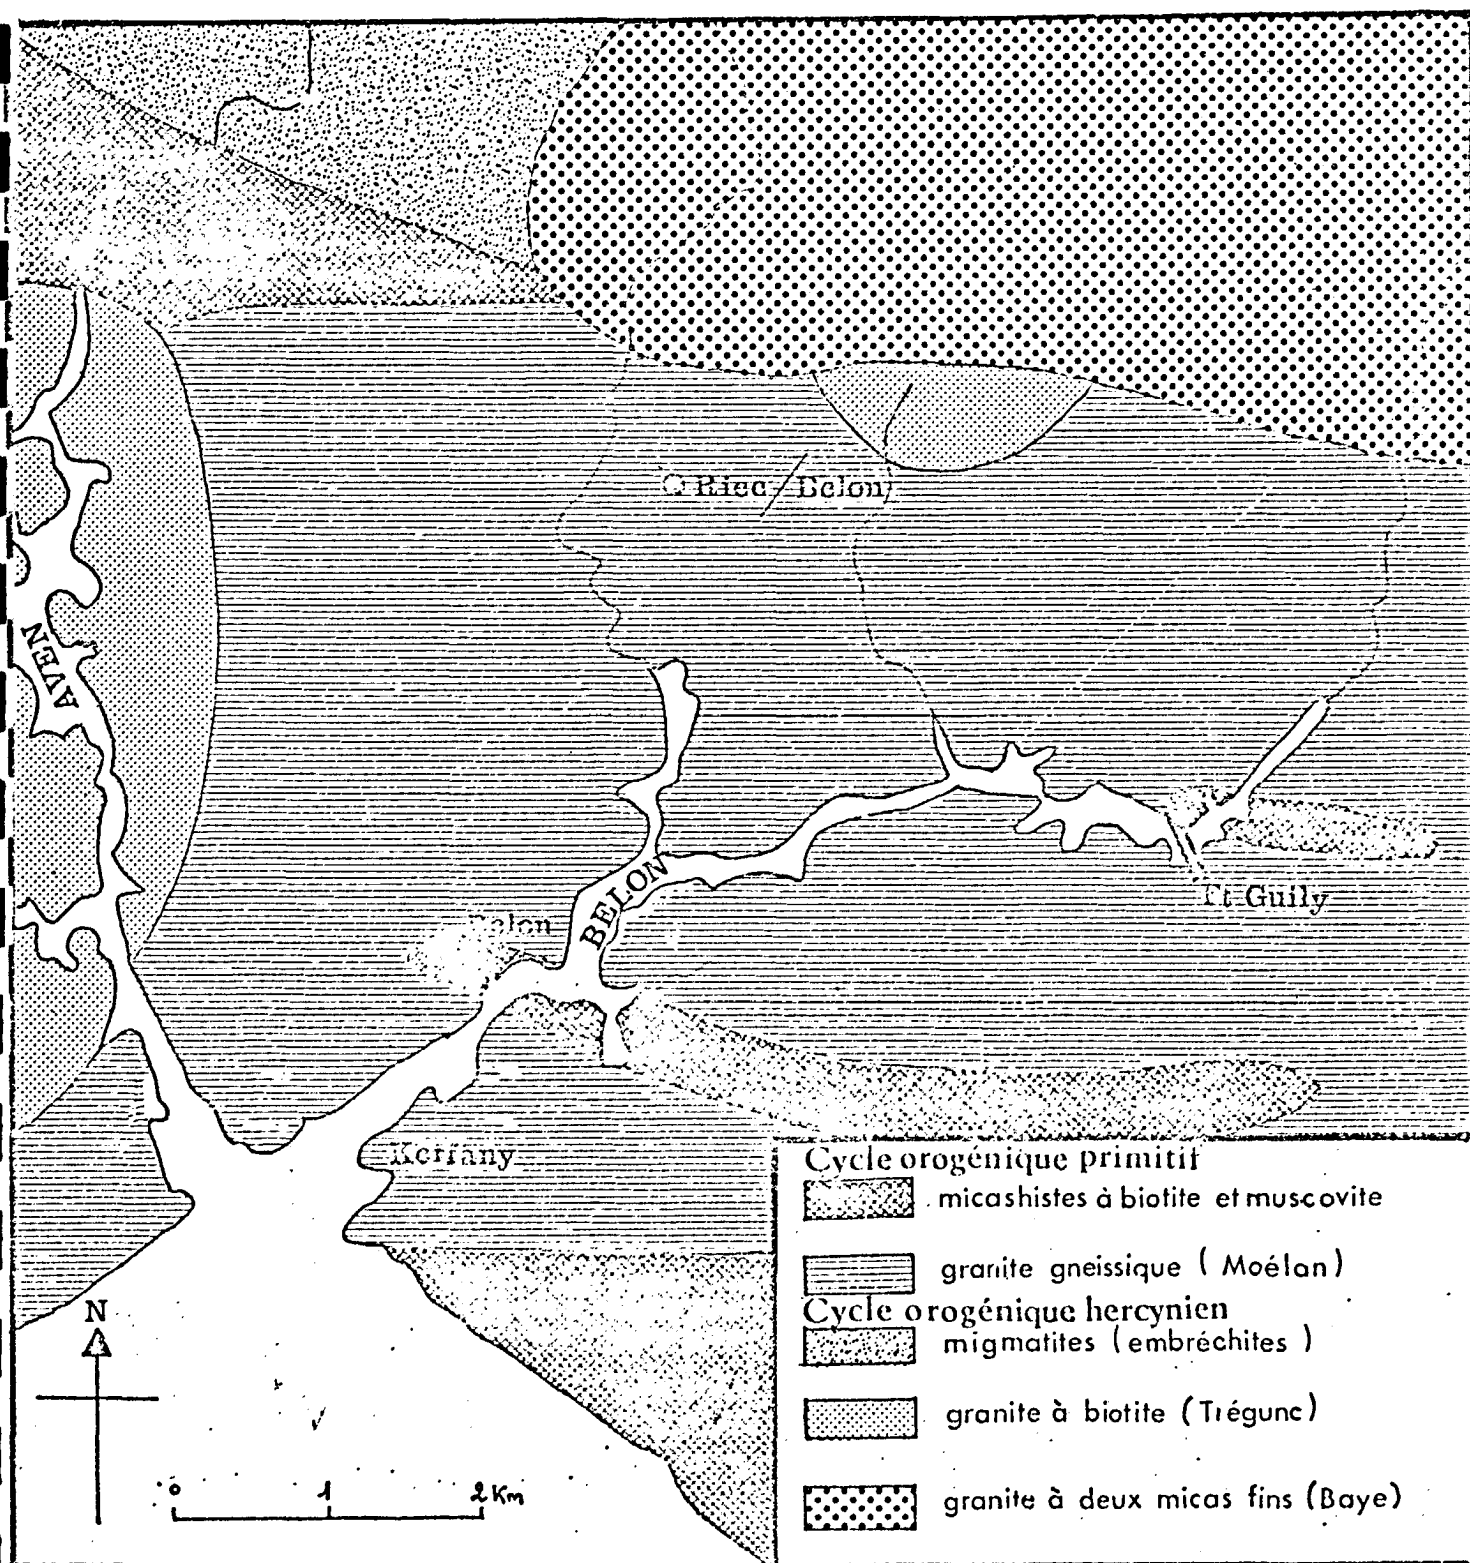 Riec/Belon
AVEN
BELON
Belon
Pt Guily
Kerfany
Cycle orogénique primitif
micashistes à biotite et muscovite
granite gneissique ( Moélan)
Cycle orogénique hercynien
migmatites (embréchites )
granite à biotite (Trégunc)
granite à deux micas fins (Baye)
N
0 1 2 Km